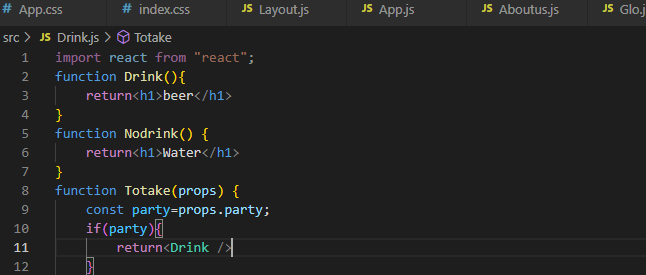 # App.css # index.css JS Layout.js JS App.js JS Aboutus.js JS Glo.j
src > JS Drink.js > Totake
1 import react from "react";
2 function Drink(){
3 return<h1>beer</h1>
4 }
5 function Nodrink() {
6 return<h1>Water</h1>
7 }
8 function Totake(props) {
9 const party=props.party;
10 if(party){
11 return<Drink />
12 }